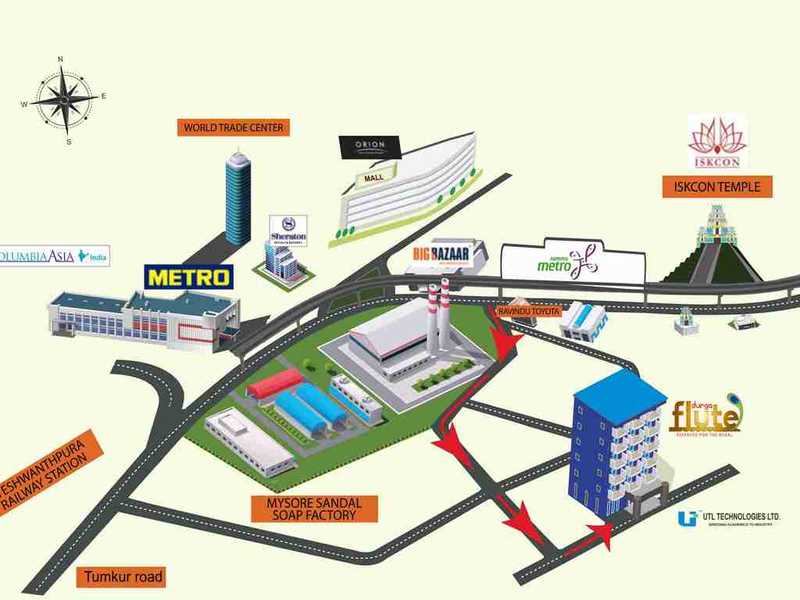 N
W E
S
WORLD TRADE CENTER
ORION
MALL
ISKCON
ISKCON TEMPLE
Sheraton
OLUMBIA ASIA India
METRO
BIG BAZAAR
namma
metro
RAVINDU TOYOTA
durga
flute
ESHWANTHPURA
RAILWAY STATION
MYSORE SANDAL
SOAP FACTORY
UTL TECHNOLOGIES LTD.
Tumkur road